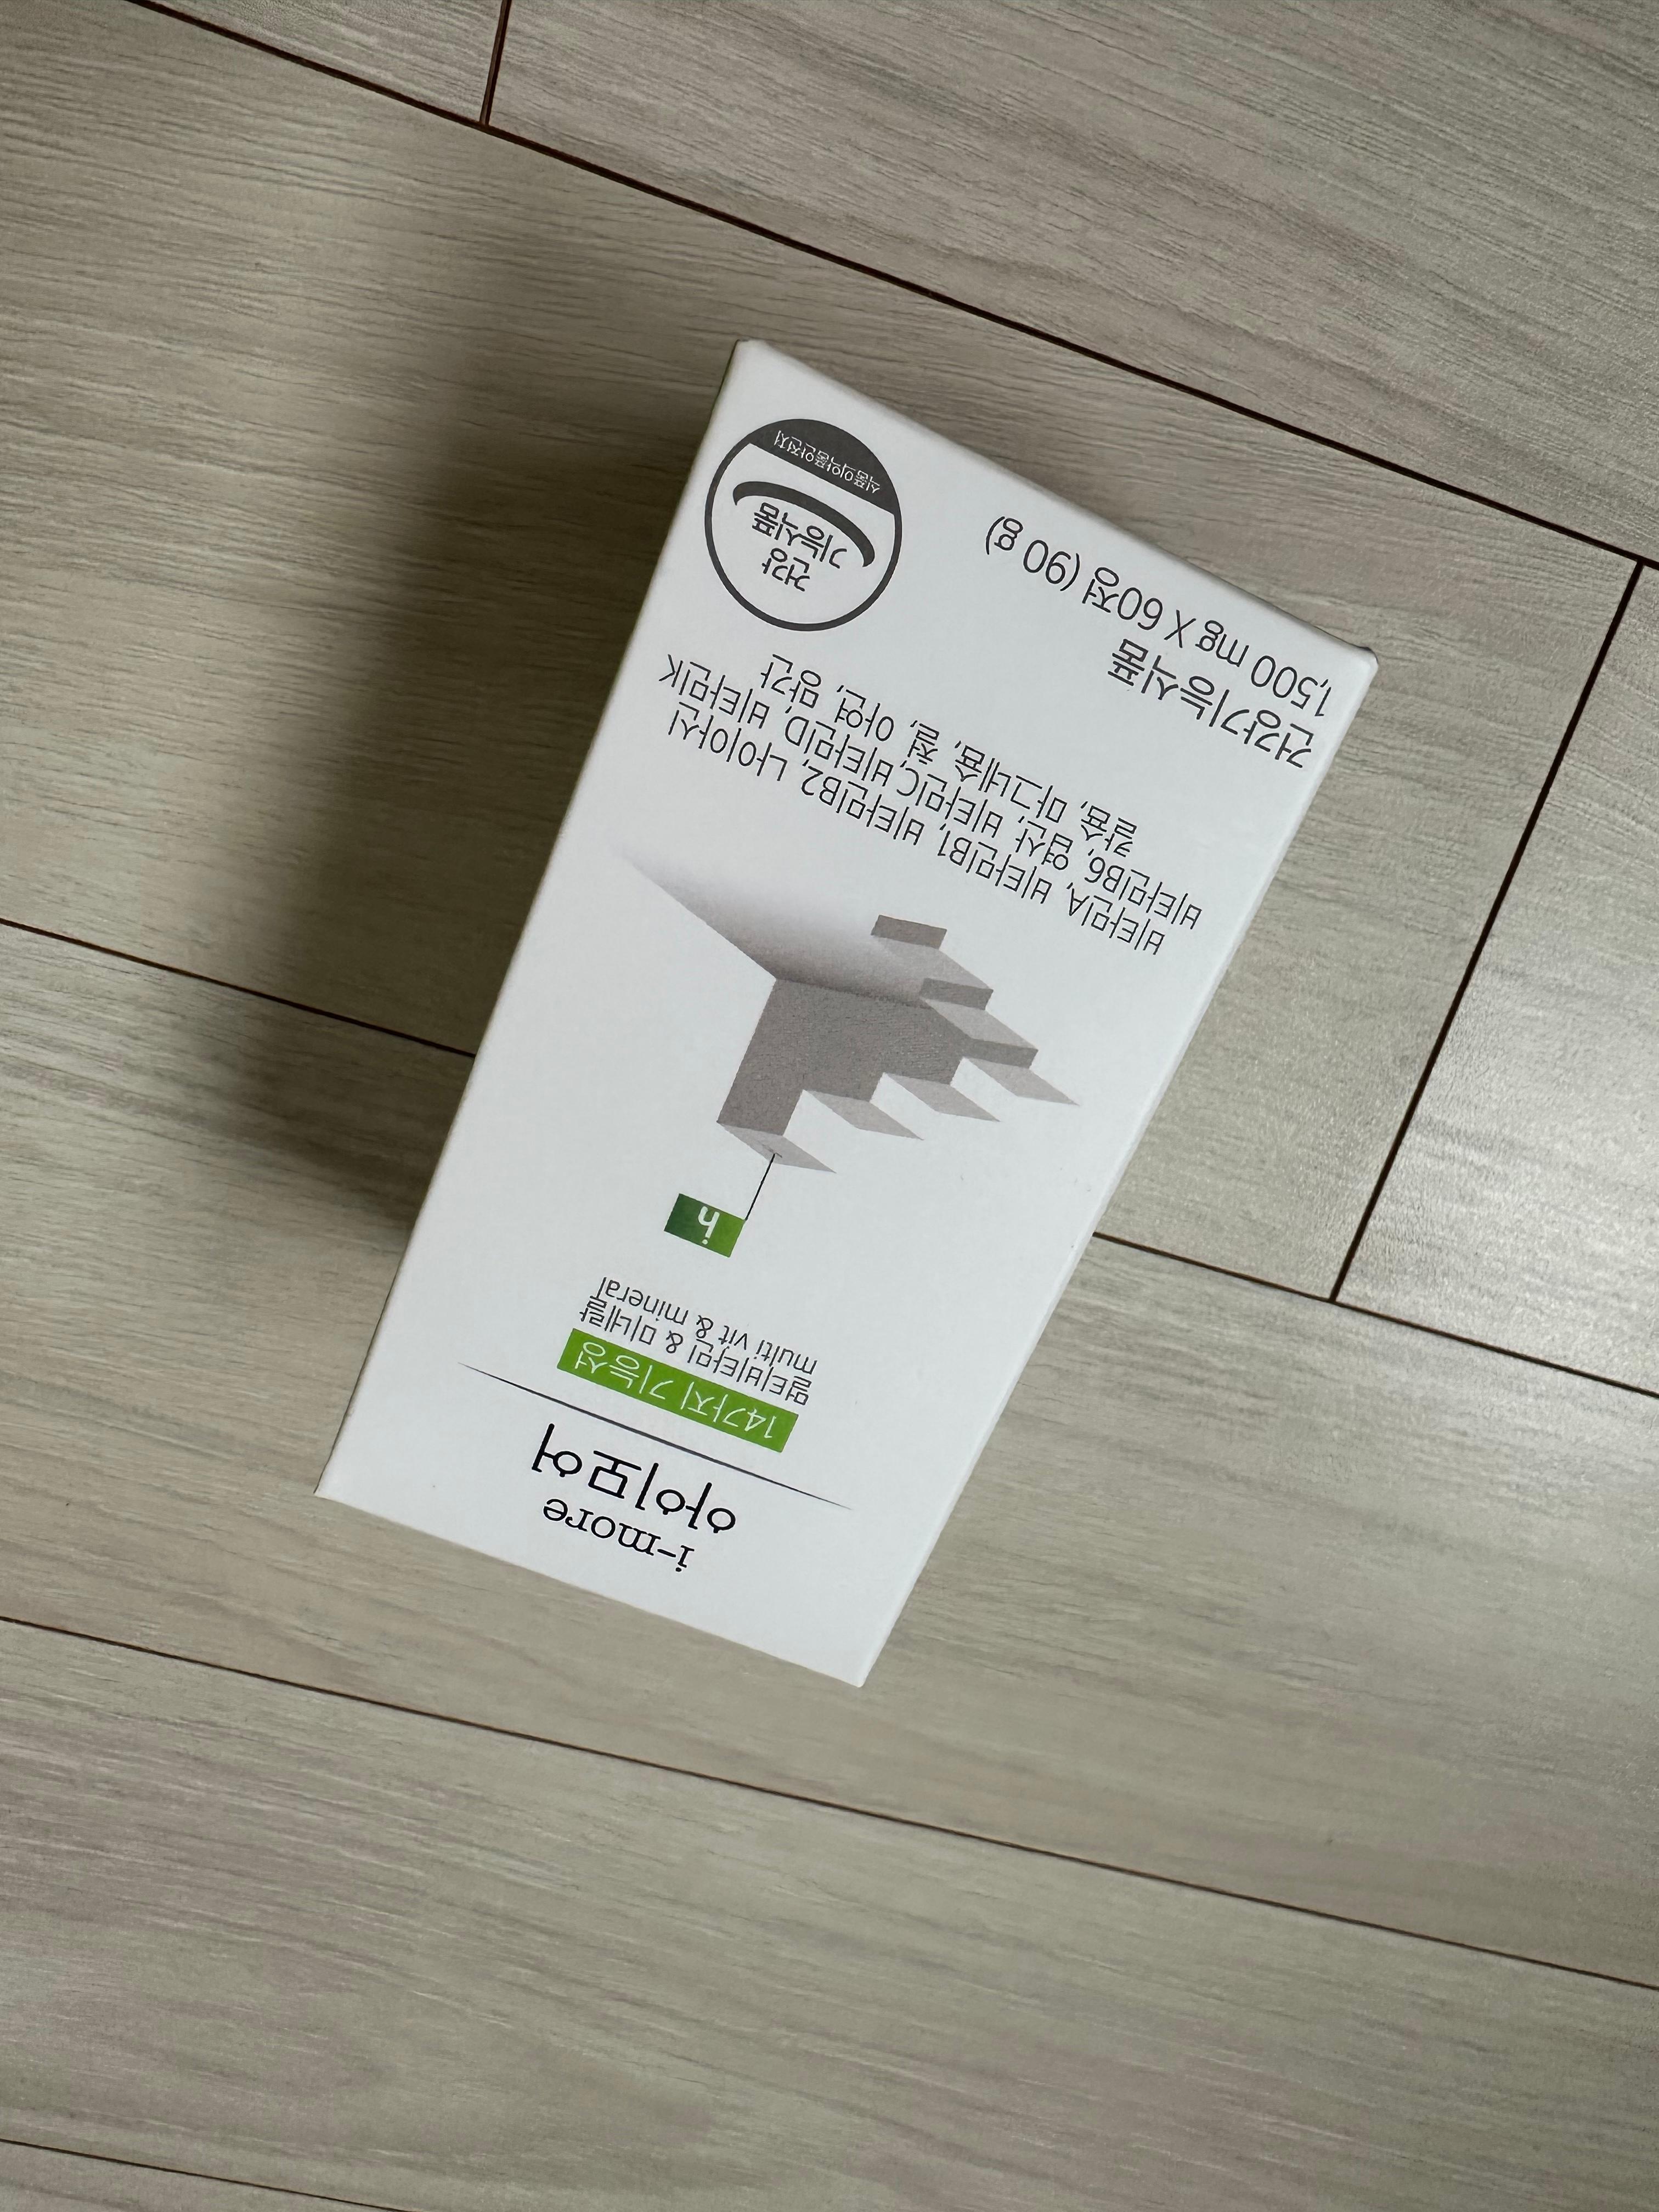 i-more
아이모어
14가지 기능성
멀티비타민 & 미네랄
multi vit & mineral
ih
비타민A, 비타민B1, 비타민B2, 나이아신
비타민B6, 엽산, 비타민C, 비타민D, 비타민K
칼슘, 마그네슘, 철, 아연, 망간
건강기능식품
1,500 mg X 60정 (90 g)
건강
기능식품
식품의약품안전처